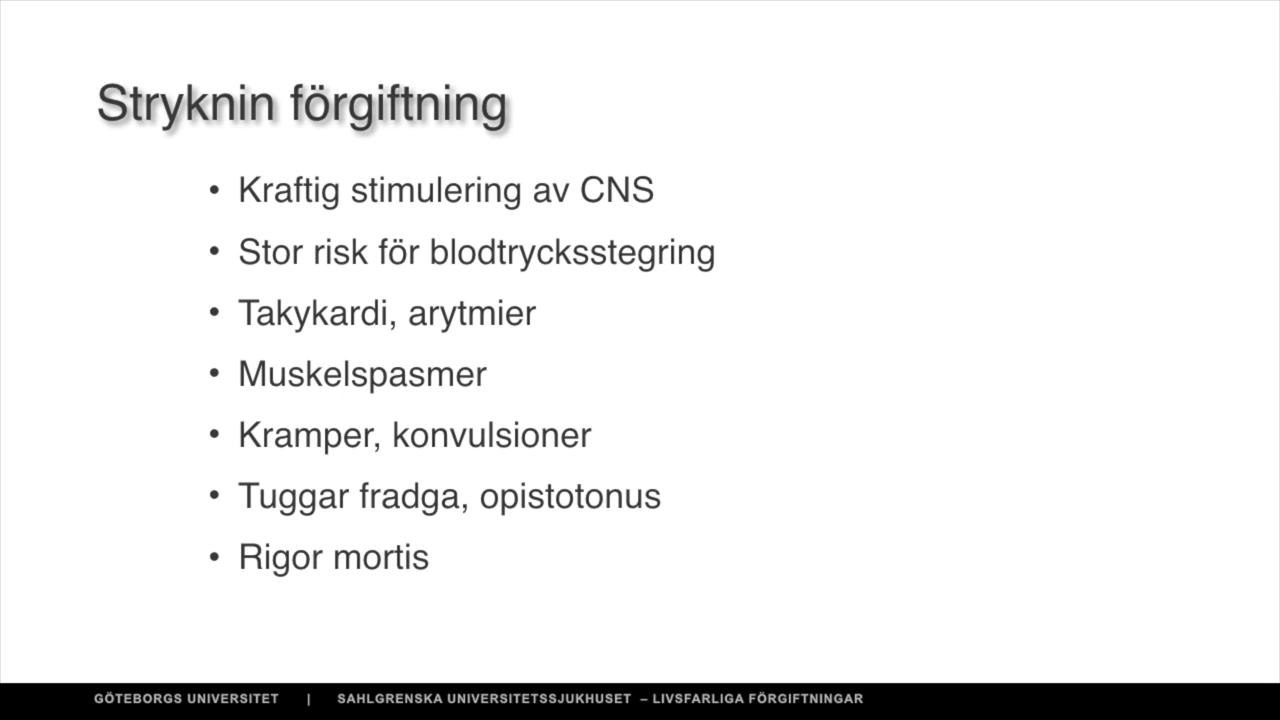 Stryknin förgiftning
• Kraftig stimulering av CNS
• Stor risk för blodtrycksstegring
• Takykardi, arytmier
• Muskelspasmer
• Kramper, konvulsioner
• Tuggar fradga, opistotonus
• Rigor mortis
GÖTEBORGS UNIVERSITET | SAHLGRENSKA UNIVERSITETSSJUKHUSET – LIVSFARLIGA FÖRGIFTNINGAR